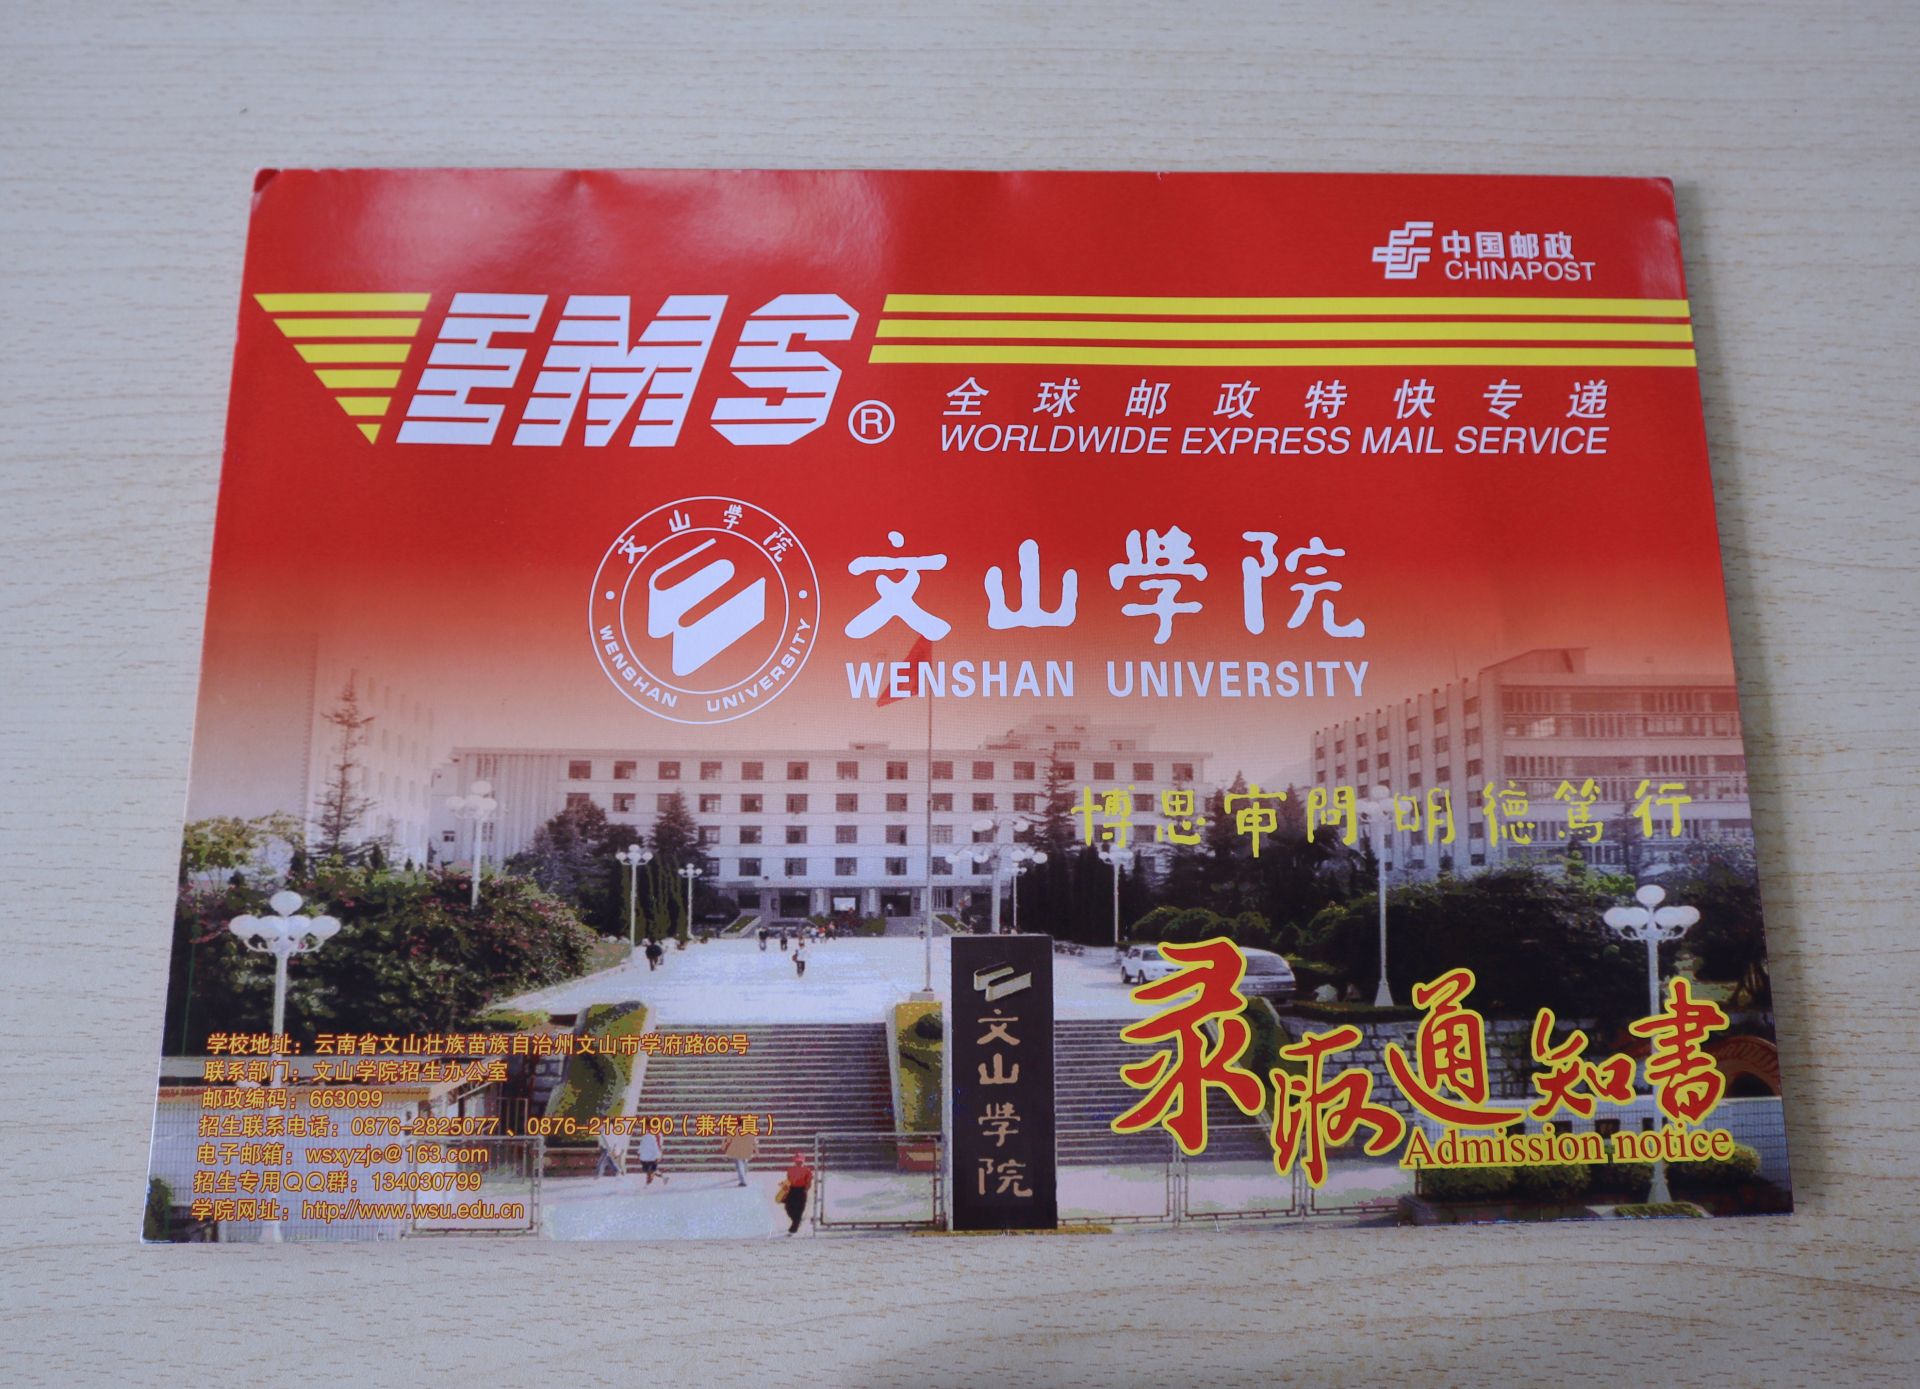 中国邮政
CHINAPOST
EMS®
全球邮政特快专递
WORLDWIDE EXPRESS MAIL SERVICE
文山学院
WENSHAN UNIVERSITY
文山学院
WENSHAN UNIVERSITY
博思审問明德篤行
文山学院
录取通知書
Admission notice
学校地址：云南省文山壮族苗族自治州文山市学府路66号
联系部门：文山学院招生办公室
邮政编码：663099
招生联系电话：0876-2825077、0876-2157190（兼传真）
电子邮箱：wsxyzjc@163.com
招生专用QQ群：134030799
学院网址：http://www.wsu.edu.cn